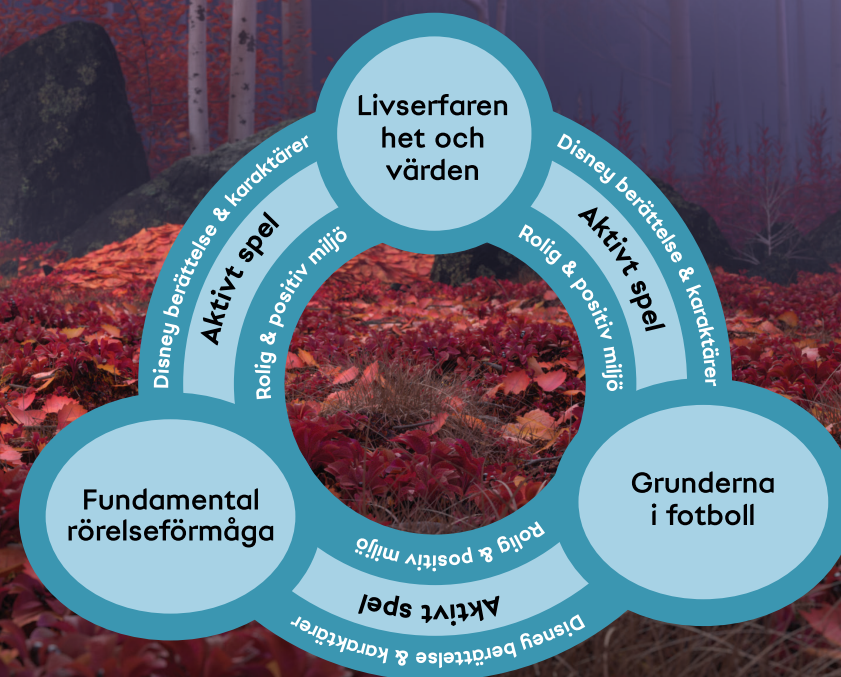 Livserfaren
het och
värden
Disney berättelse & karaktärer
Aktivt spel
Rolig & positiv miljö
Disney berättelse & karaktärer
Aktivt spel
Rolig & positiv miljö
Fundamental
rörelseförmåga
Grunderna
i fotboll
Rolig & positiv miljö
Aktivt spel
Disney berättelse & karaktärer